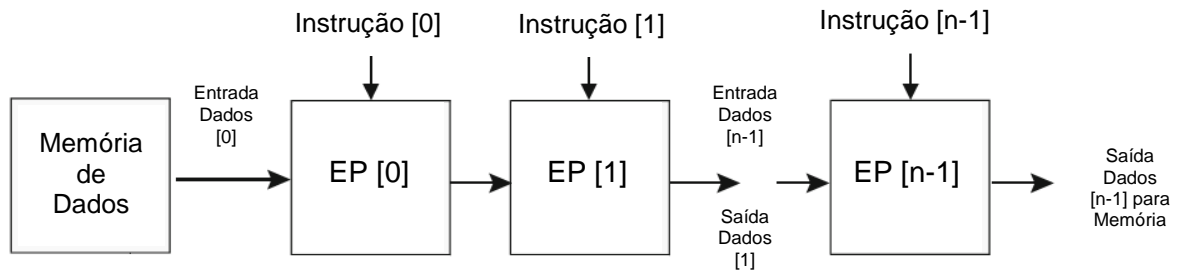 Instrução [0]
Instrução [1]
Instrução [n-1]
Memória
de
Dados
Entrada
Dados
[0]
EP [0]
EP [1]
Entrada
Dados
[n-1]
Saída
Dados
[1]
EP [n-1]
Saída
Dados
[n-1] para
Memória